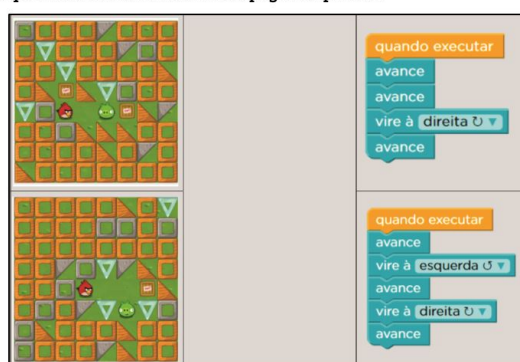 quando executar
avance
avance
vire à direita ↻ ▼
avance
quando executar
avance
vire à esquerda ↺ ▼
avance
vire à direita ↻ ▼
avance